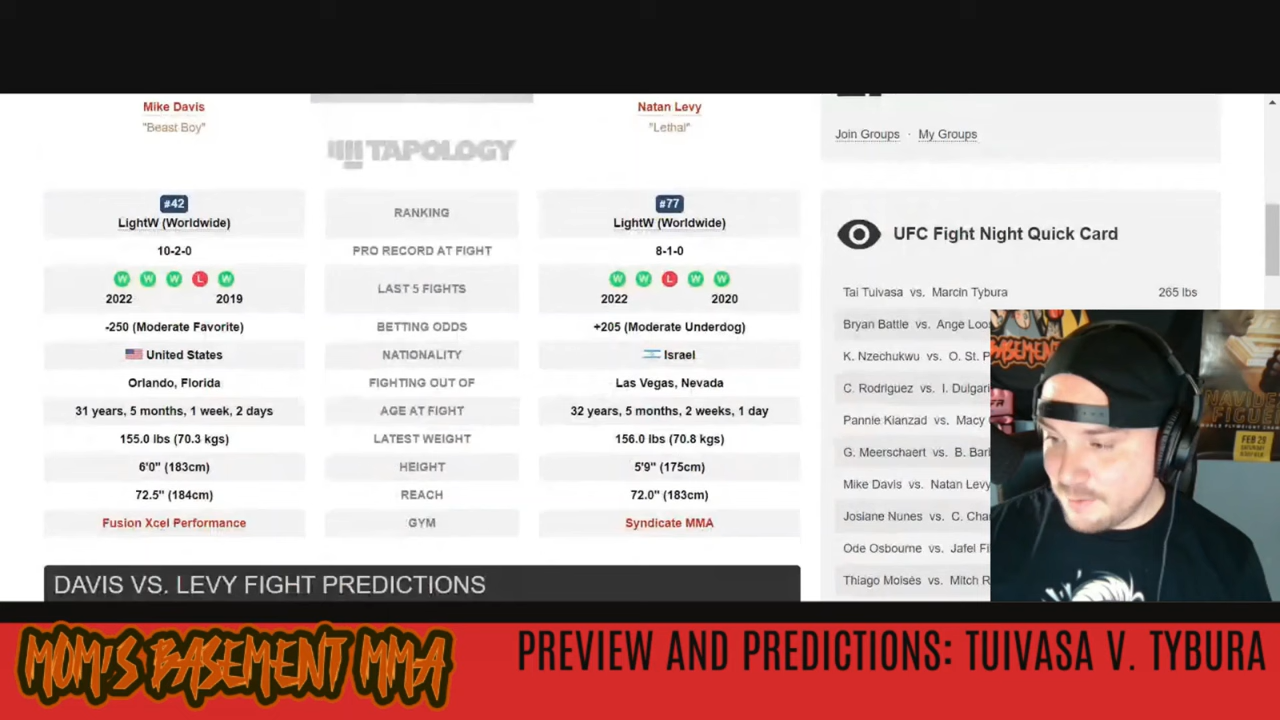 Mike Davis
"Beast Boy"
Natan Levy
"Lethal"
TAPOLOGY
Join Groups · My Groups
#42
LightW (Worldwide)
RANKING
#77
LightW (Worldwide)
10-2-0
PRO RECORD AT FIGHT
8-1-0
W W W L W
2022 2019
LAST 5 FIGHTS
W W L W W
2022 2020
-250 (Moderate Favorite)
BETTING ODDS
+205 (Moderate Underdog)
United States
NATIONALITY
Israel
Orlando, Florida
FIGHTING OUT OF
Las Vegas, Nevada
31 years, 5 months, 1 week, 2 days
AGE AT FIGHT
32 years, 5 months, 2 weeks, 1 day
155.0 lbs (70.3 kgs)
LATEST WEIGHT
156.0 lbs (70.8 kgs)
6'0" (183cm)
HEIGHT
5'9" (175cm)
72.5" (184cm)
REACH
72.0" (183cm)
Fusion Xcel Performance
GYM
Syndicate MMA
DAVIS VS. LEVY FIGHT PREDICTIONS
UFC Fight Night Quick Card
Tai Tuivasa vs. Marcin Tybura 265 lbs
Bryan Battle vs. Ange
K. Nzechukwu vs. O. St.
C. Rodriguez vs. I.
Pannie Kianzad vs. Macy
G. Meerschaert vs. B.
Mike Davis vs. Natan Levy
Josiane Nunes vs. C.
Ode Osbourne vs. Jafel
Thiago Moisés vs. Mitch
BASEMENT
FEB 29
MOM'S BASEMENT MMA
PREVIEW AND PREDICTIONS: TUIVASA V. TYBURA